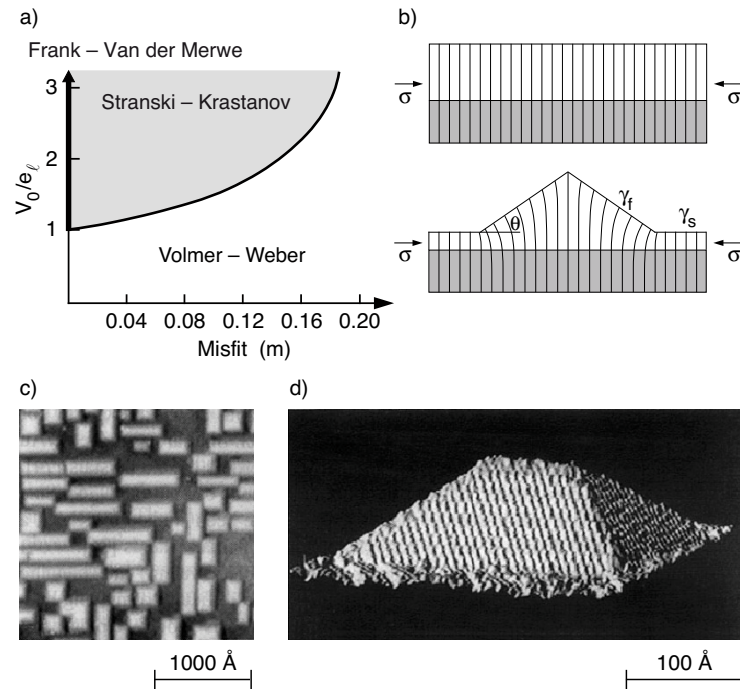 a)
Frank – Van der Merwe
3
Stranski – Krastanov
2
V₀/eℓ
1
Volmer – Weber
0.04 0.08 0.12 0.16 0.20
Misfit (m)
b)
σ σ
γf
γs
θ
σ σ
c)
1000 Å
d)
100 Å